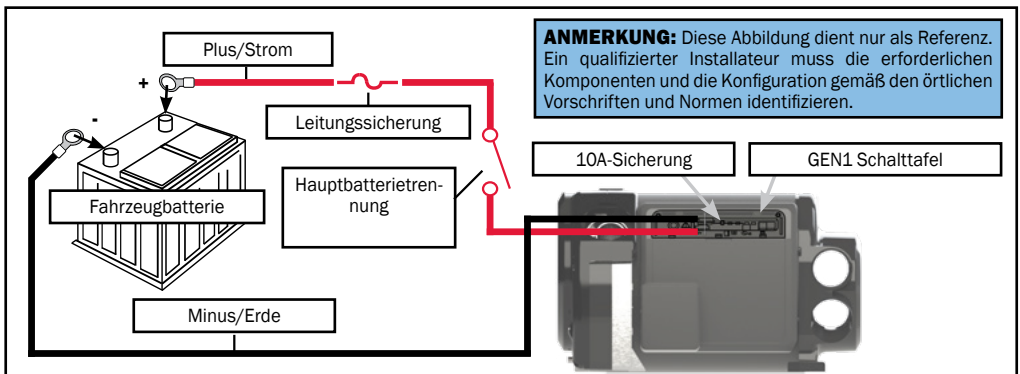 Plus/Strom
ANMERKUNG: Diese Abbildung dient nur als Referenz.
Ein qualifizierter Installateur muss die erforderlichen
Komponenten und die Konfiguration gemäß den örtlichen
Vorschriften und Normen identifizieren.
+
-
Leitungssicherung
10A-Sicherung
GEN1 Schalttafel
Hauptbatterietren-
nung
Fahrzeugbatterie
Minus/Erde